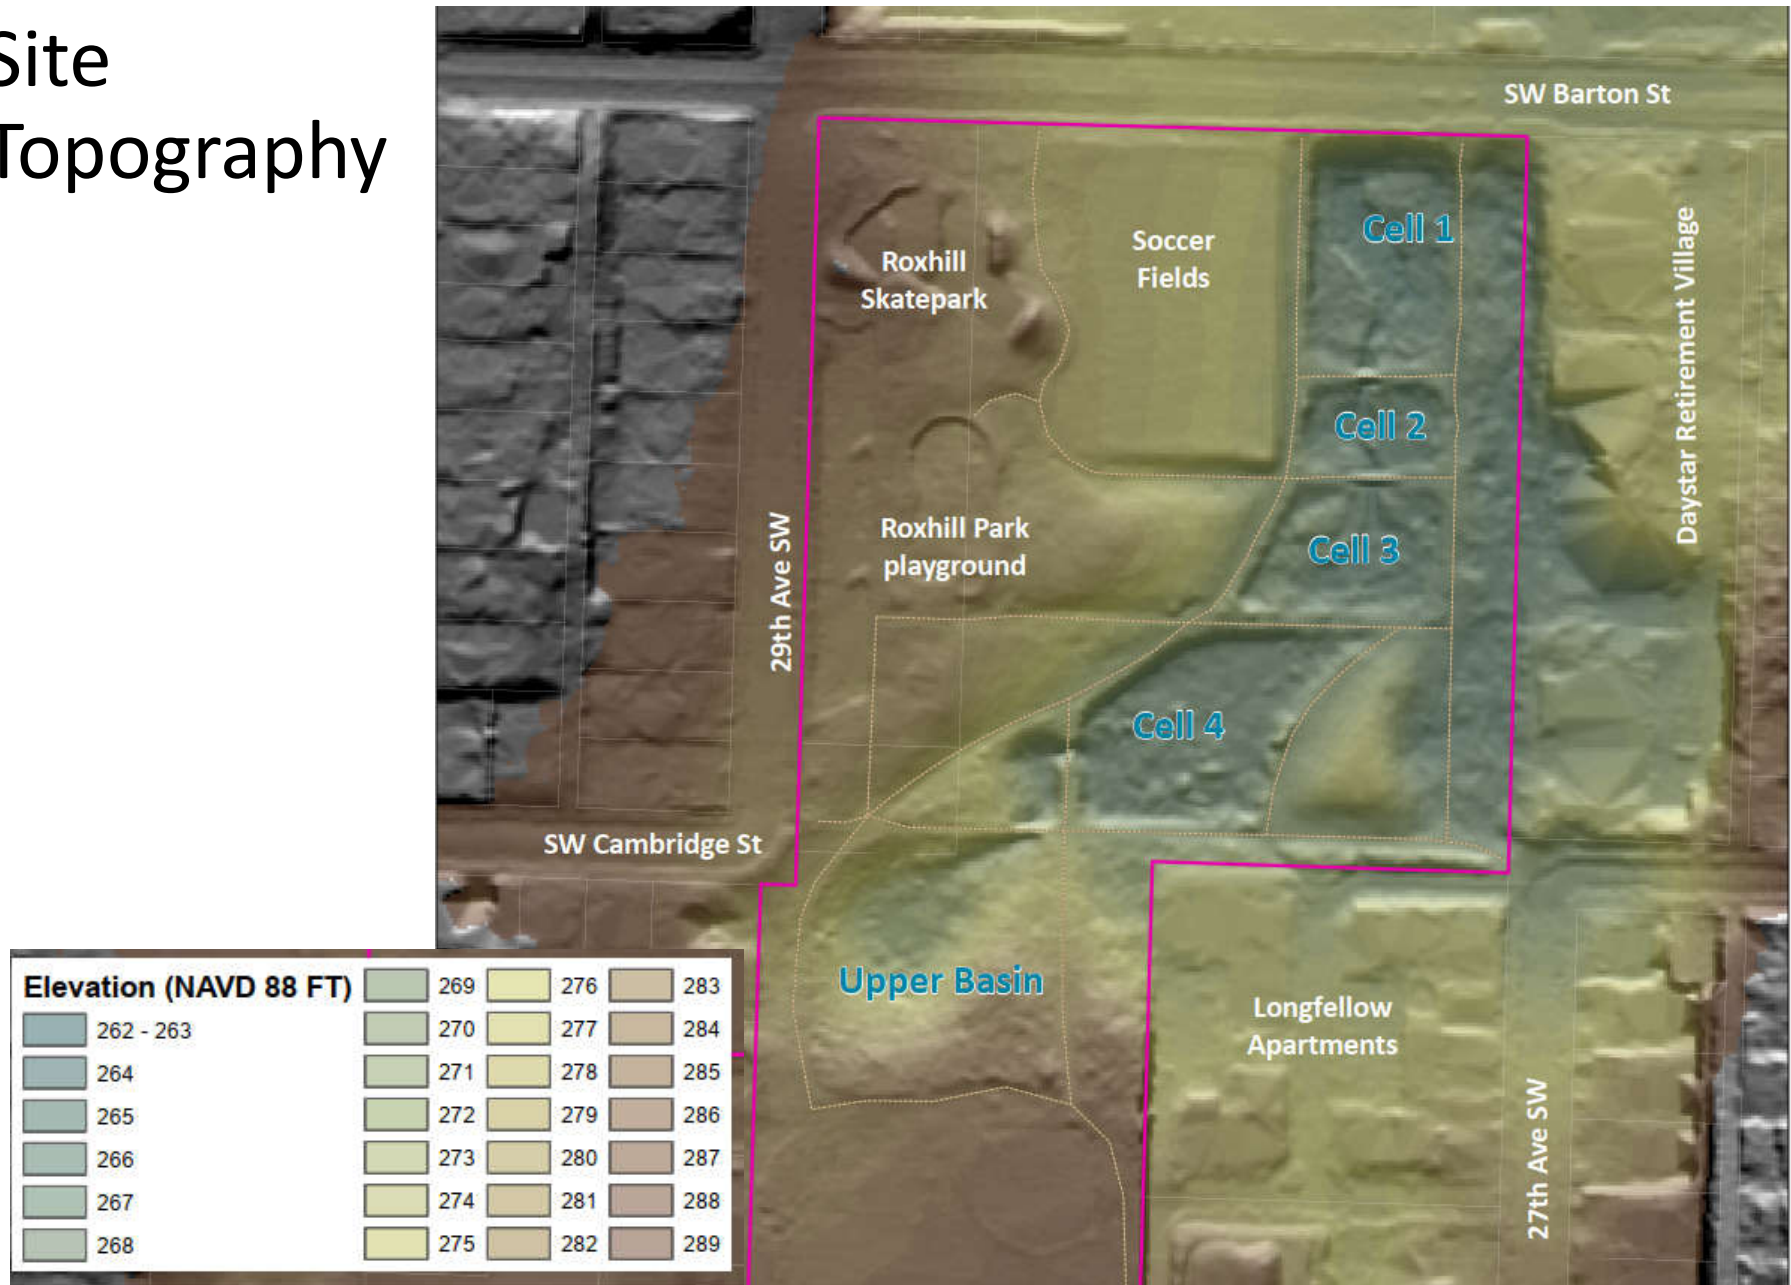 Site
Topography
SW Barton St
Cell 1
Soccer
Fields
Roxhill
Skatepark
Daystar Retirement Village
Cell 2
Roxhill Park
playground
Cell 3
29th Ave SW
Cell 4
SW Cambridge St
Upper Basin
Longfellow
Apartments
27th Ave SW
Elevation (NAVD 88 FT)
262 - 263
264
265
266
267
268
269
270
271
272
273
274
275
276
277
278
279
280
281
282
283
284
285
286
287
288
289